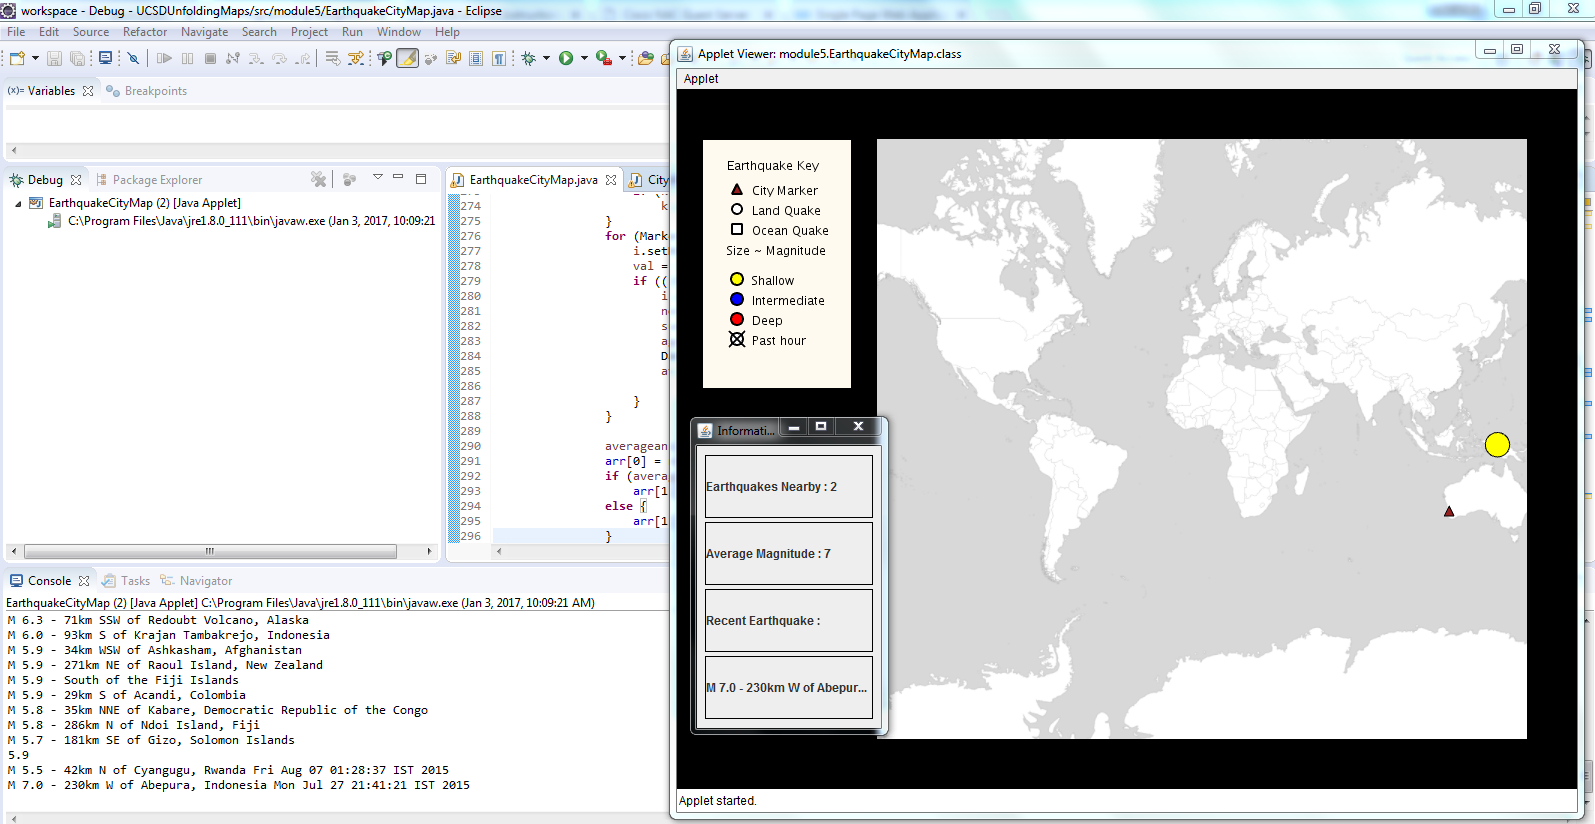 workspace - Debug - UCSDUnfoldingMaps/src/module5/EarthquakeCityMap.java - Eclipse
File Edit Source Refactor Navigate Search Project Run Window Help
(x)= Variables Breakpoints
Debug Package Explorer
EarthquakeCityMap (2) [Java Applet]
C:\Program Files\Java\jre1.8.0_111\bin\javaw.exe (Jan 3, 2017, 10:09:21
EarthquakeCityMap.java City
274 k
275 }
276 for (Mark
277 i.set
278 val =
279 if ((
280 i
281 n
282 s
283 a
284 D
285 a
286
287 }
288 }
289
290 averagean
291 arr[0] =
292 if (avera
293 arr[1
294 else {
295 arr[1
296 }
Console Tasks Navigator
EarthquakeCityMap (2) [Java Applet] C:\Program Files\Java\jre1.8.0_111\bin\javaw.exe (Jan 3, 2017, 10:09:21 AM)
M 6.3 - 71km SSW of Redoubt Volcano, Alaska
M 6.0 - 93km S of Krajan Tambakrejo, Indonesia
M 5.9 - 34km WSW of Ashkasham, Afghanistan
M 5.9 - 271km NE of Raoul Island, New Zealand
M 5.9 - South of the Fiji Islands
M 5.9 - 29km S of Acandi, Colombia
M 5.8 - 35km NNE of Kabare, Democratic Republic of the Congo
M 5.8 - 286km N of Ndoi Island, Fiji
M 5.7 - 181km SE of Gizo, Solomon Islands
5.9
M 5.5 - 42km N of Cyangugu, Rwanda Fri Aug 07 01:28:37 IST 2015
M 7.0 - 230km W of Abepura, Indonesia Mon Jul 27 21:41:21 IST 2015
Applet Viewer: module5.EarthquakeCityMap.class
Applet
Earthquake Key
City Marker
Land Quake
Ocean Quake
Size ~ Magnitude
Shallow
Intermediate
Deep
Past hour
Informati...
Earthquakes Nearby : 2
Average Magnitude : 7
Recent Earthquake :
M 7.0 - 230km W of Abepur...
Applet started.